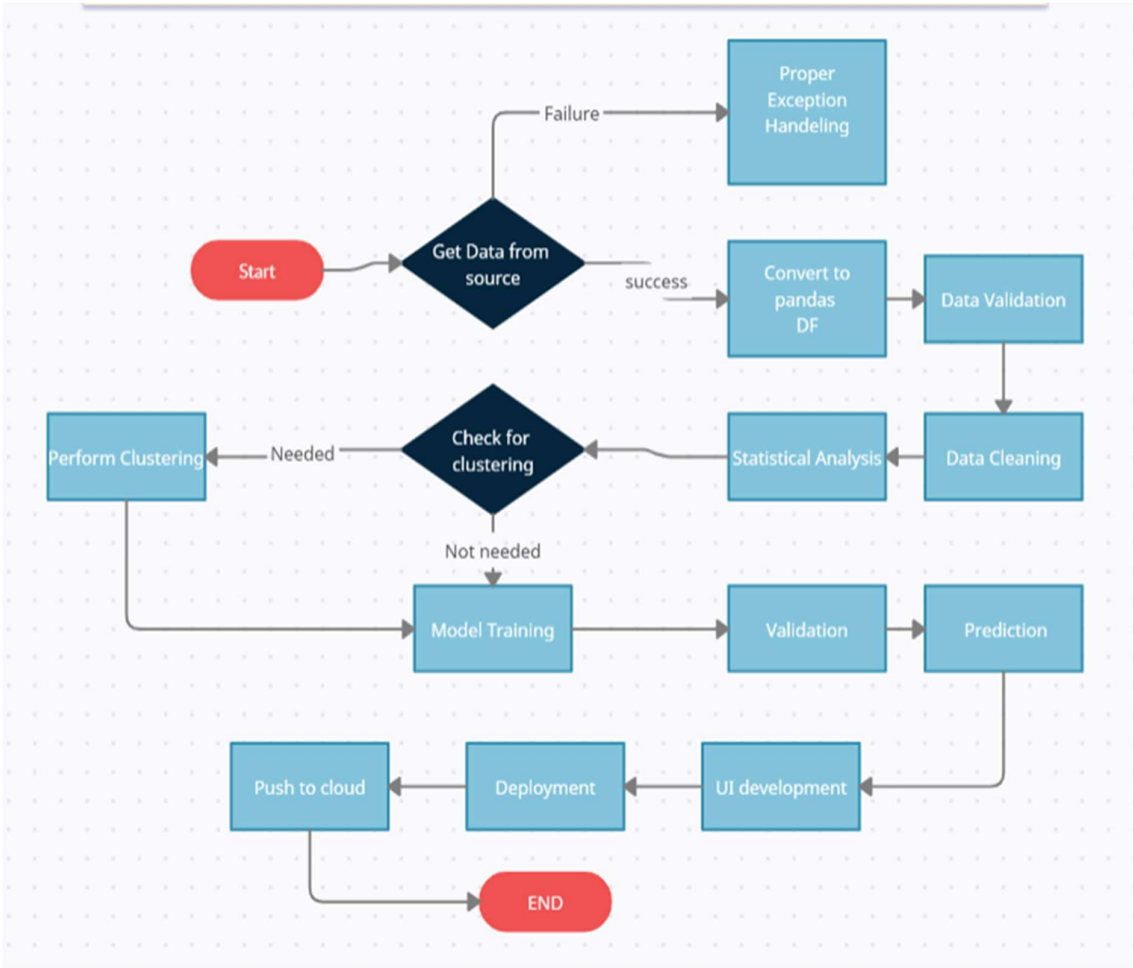 Proper
Exception
Handeling
Failure
Start
Get Data from
source
success
Convert to
pandas
DF
Data Validation
Perform Clustering
Needed
Check for
clustering
Statistical Analysis
Data Cleaning
Not needed
Model Training
Validation
Prediction
Push to cloud
Deployment
UI development
END